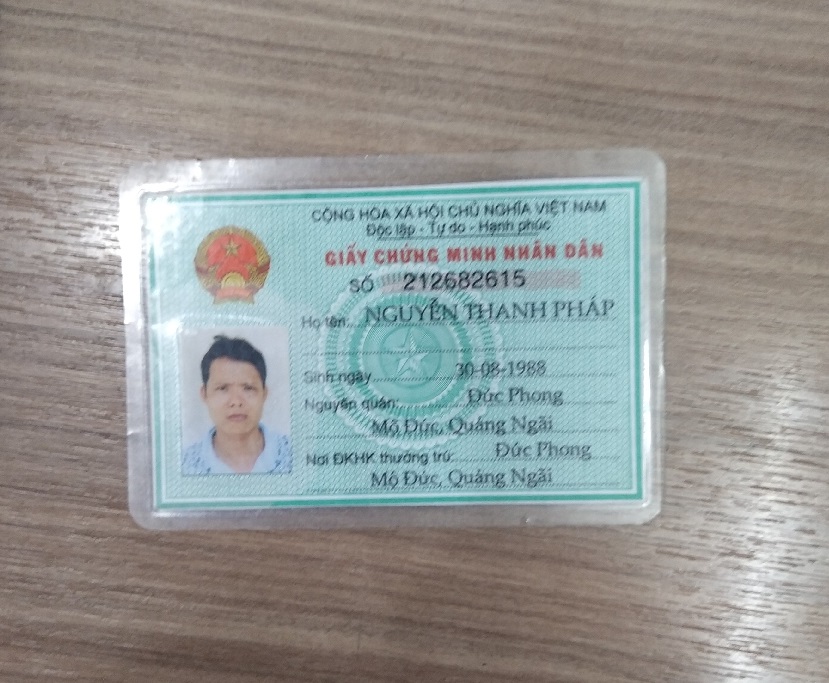 CỘNG HÒA XÃ HỘI CHỦ NGHĨA VIỆT NAM
Độc lập - Tự do - Hạnh phúc
GIẤY CHỨNG MINH NHÂN DÂN
SỐ 212682615
Họ tên: NGUYỄN THANH PHÁP
Sinh ngày 30-08-1988
Nguyên quán: Đức Phong
Mộ Đức, Quảng Ngãi
Nơi ĐKHK thường trú: Đức Phong
Mộ Đức, Quảng Ngãi